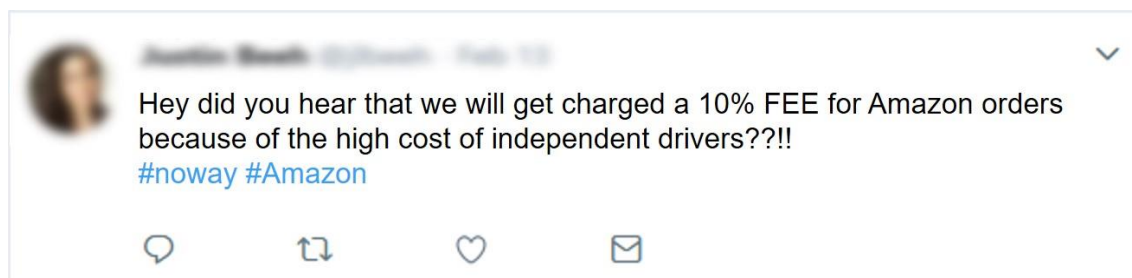 Hey did you hear that we will get charged a 10% FEE for Amazon orders
because of the high cost of independent drivers??!!
#noway #Amazon